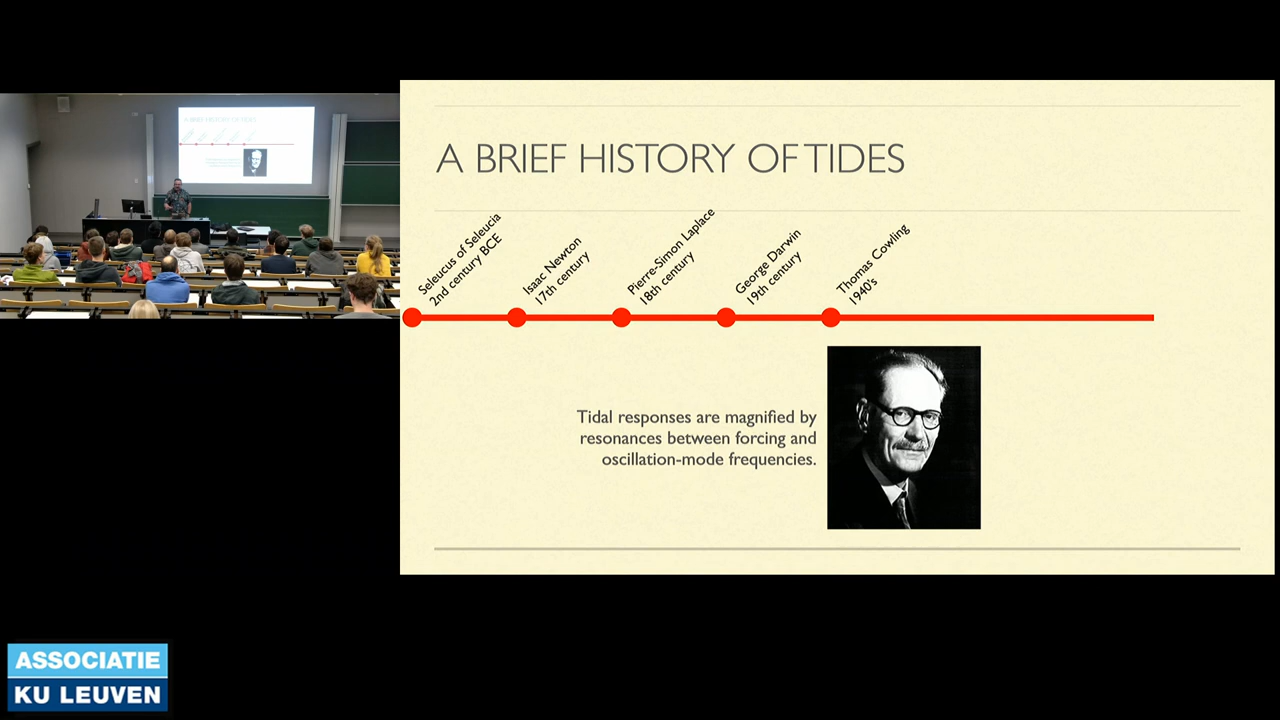 A BRIEF HISTORY OF TIDES
Seleucus of Seleucia
2nd century BCE
Isaac Newton
17th century
Pierre-Simon Laplace
18th century
George Darwin
19th century
Thomas Cowling
1940's
Tidal responses are magnified by
resonances between forcing and
oscillation-mode frequencies.
ASSOCIATIE
KU LEUVEN